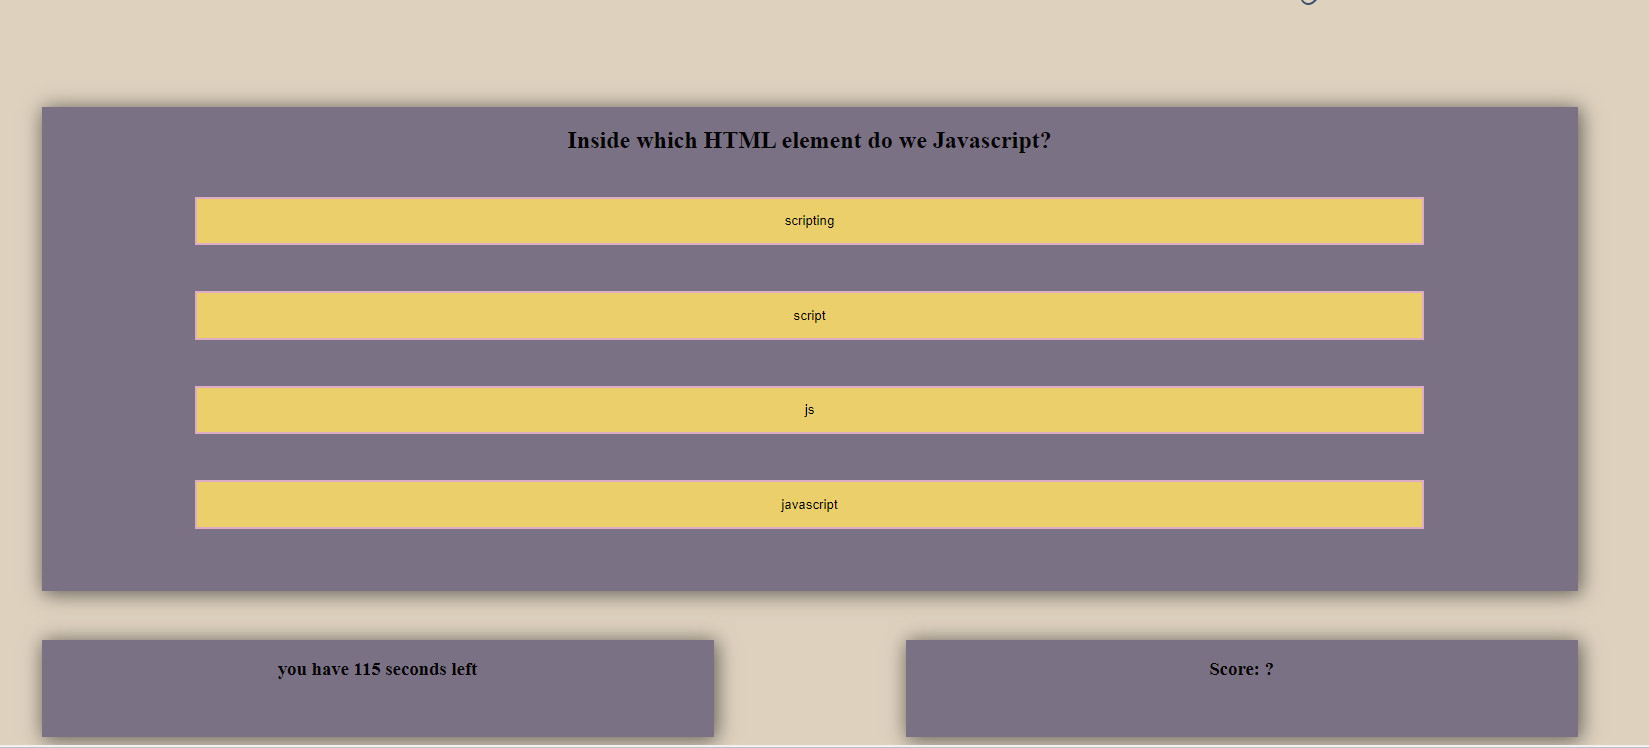 Inside which HTML element do we Javascript?
scripting
script
js
javascript
you have 115 seconds left
Score: ?